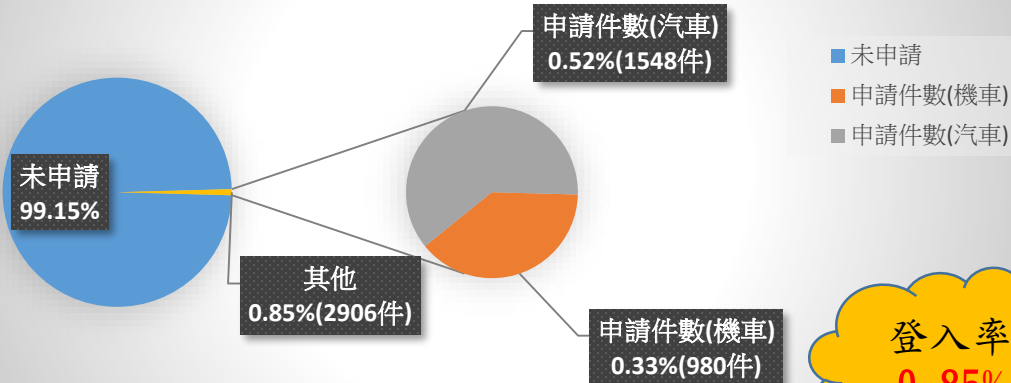 申請件數(汽車)
0.52%(1548件)
未申請
申請件數(機車)
申請件數(汽車)
未申請
99.15%
其他
0.85%(2906件)
申請件數(機車)
0.33%(980件)
登入率
0.85%